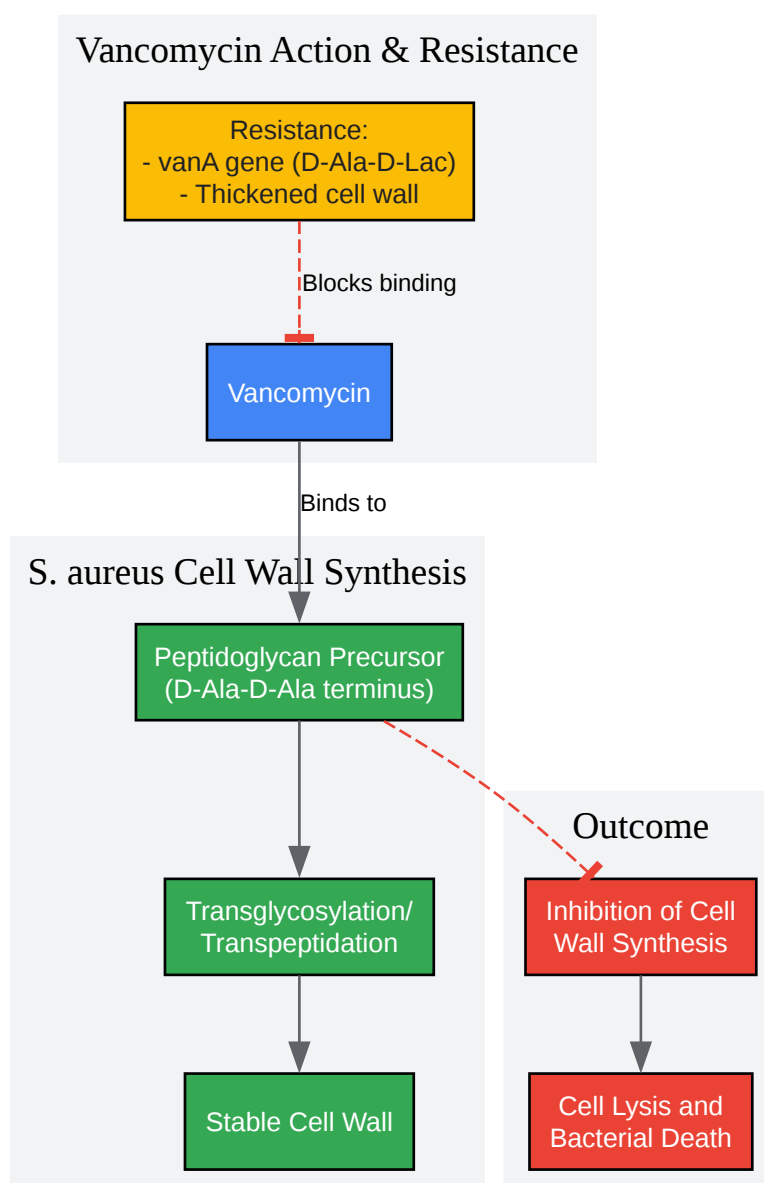 Vancomycin Action & Resistance
Resistance:
- vanA gene (D-Ala-D-Lac)
- Thickened cell wall
Blocks binding
Vancomycin
Binds to
S. aureus Cell Wall Synthesis
Peptidoglycan Precursor
(D-Ala-D-Ala terminus)
Outcome
Transglycosylation/
Transpeptidation
Inhibition of Cell
Wall Synthesis
Stable Cell Wall
Cell Lysis and
Bacterial Death